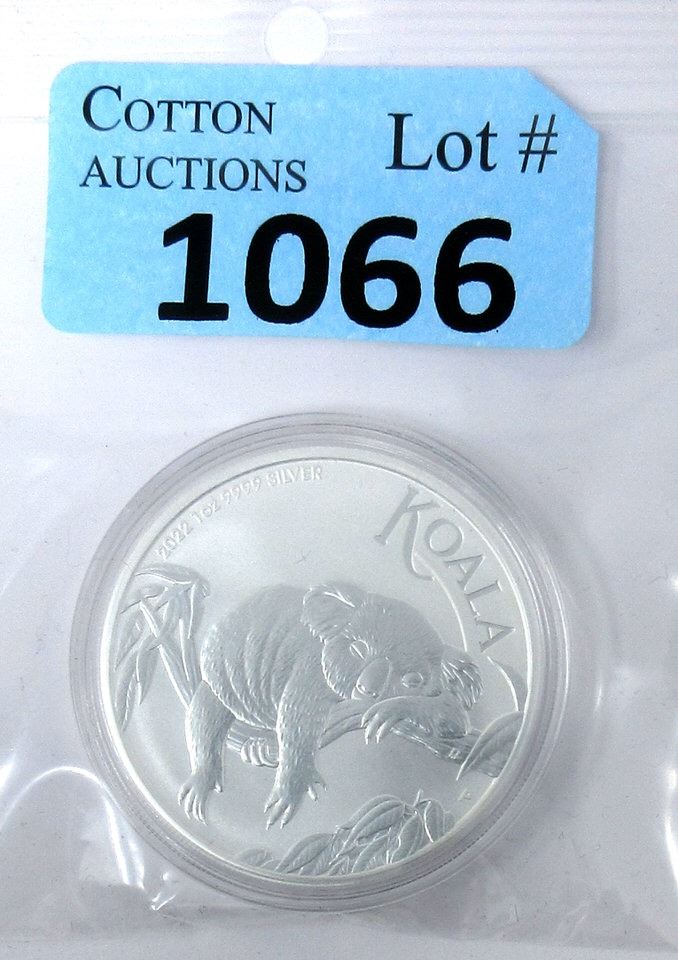 COTTON
AUCTIONS
Lot #
1066
2022 1oz 9999 SILVER
KOALA
P